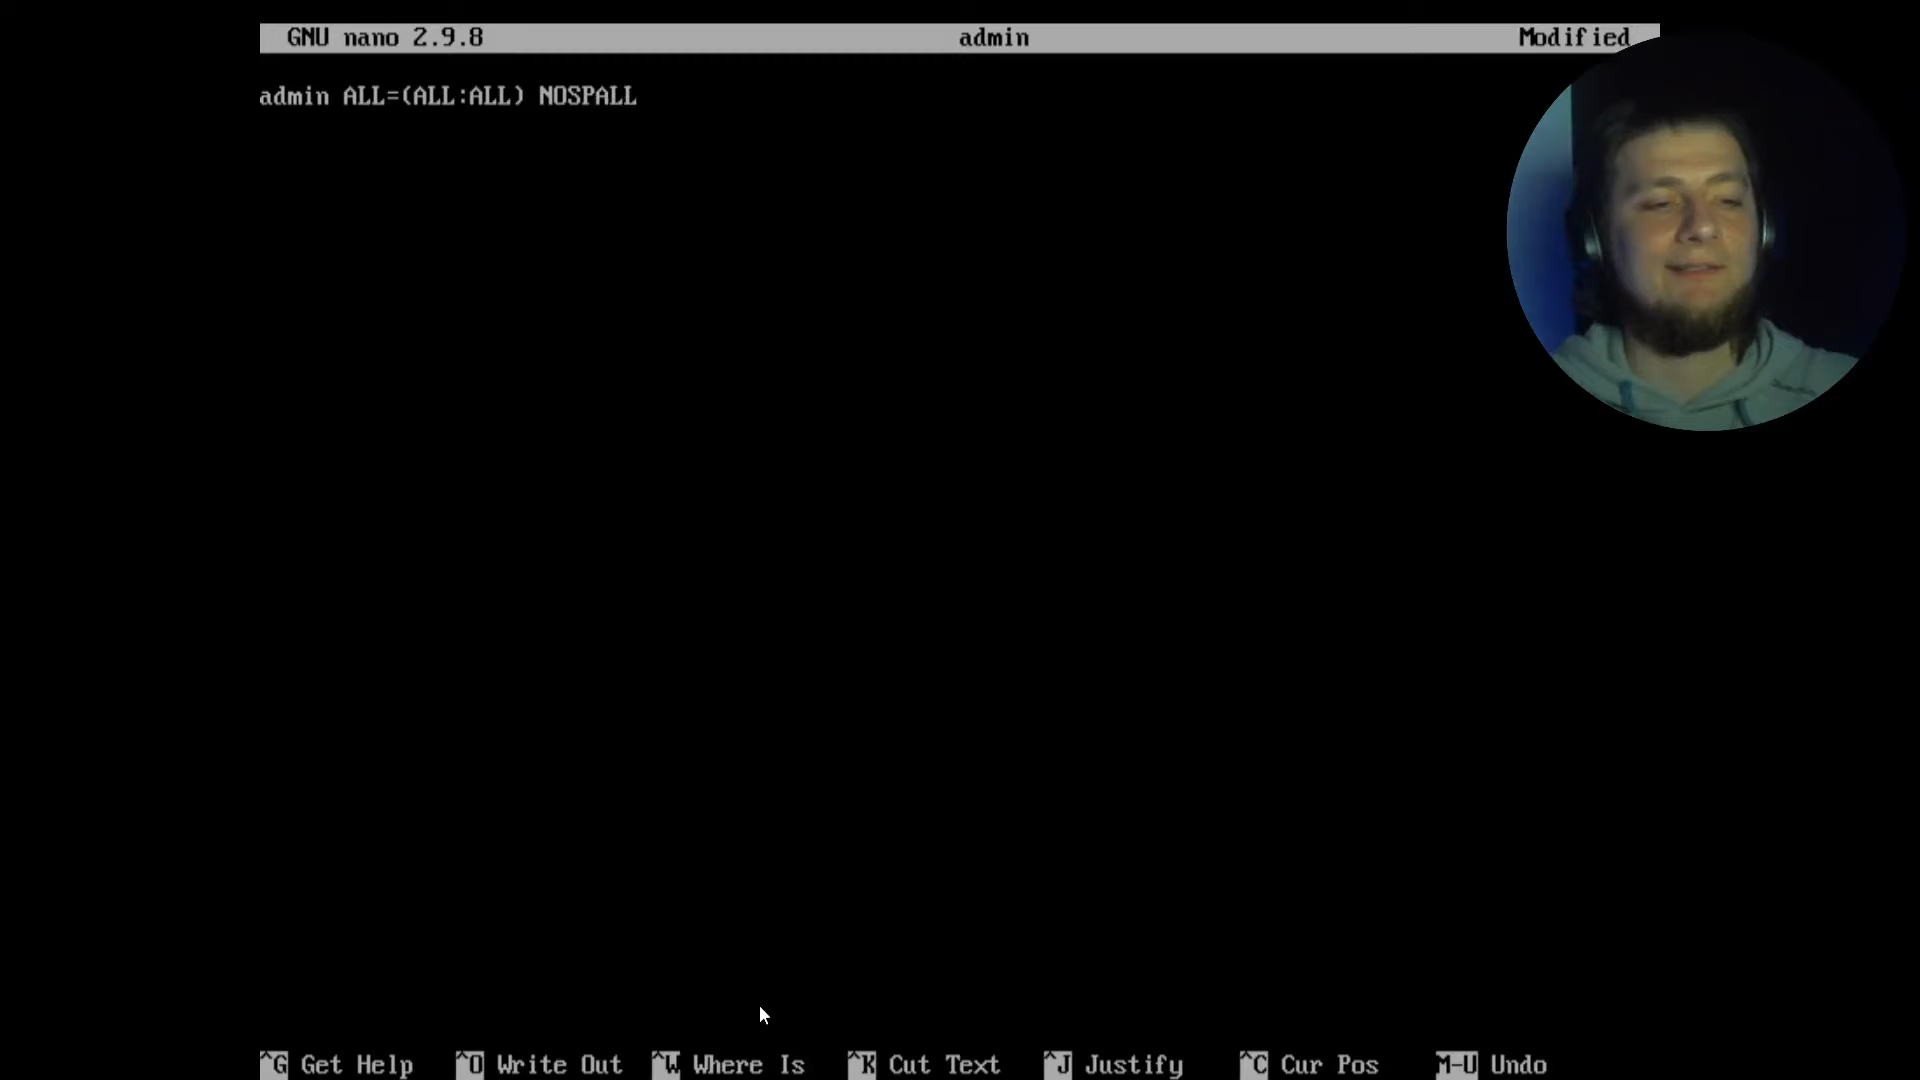 GNU nano 2.9.8 admin Modified
admin ALL=(ALL:ALL) NOSPALL
^G Get Help ^O Write Out ^W Where Is ^K Cut Text ^J Justify ^C Cur Pos M-U Undo